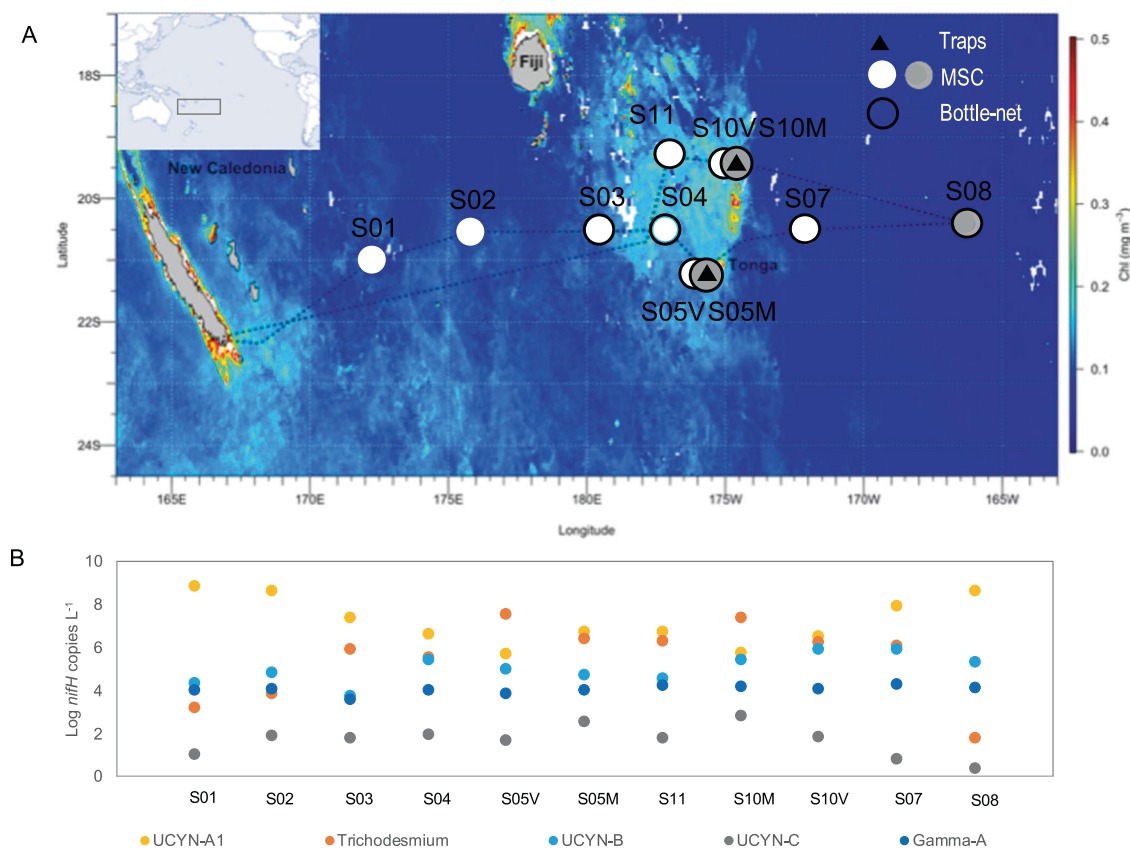 A
Fiji
New Caledonia
Tonga
Traps
MSC
Bottle-net
S11
S10V S10M
S01
S02
S03
S04
S07
S08
S05V S05M
18S
20S
22S
24S
Latitude
165E
170E
175E
180E
175W
170W
165W
Longitude
0.5
0.4
0.3
0.2
0.1
0.0
Chl (mg m⁻³)
B
10
8
6
4
2
0
Log nifH copies L⁻¹
S01 S02 S03 S04 S05V S05M S11 S10M S10V S07 S08
UCYN-A1 Trichodesmium UCYN-B UCYN-C Gamma-A